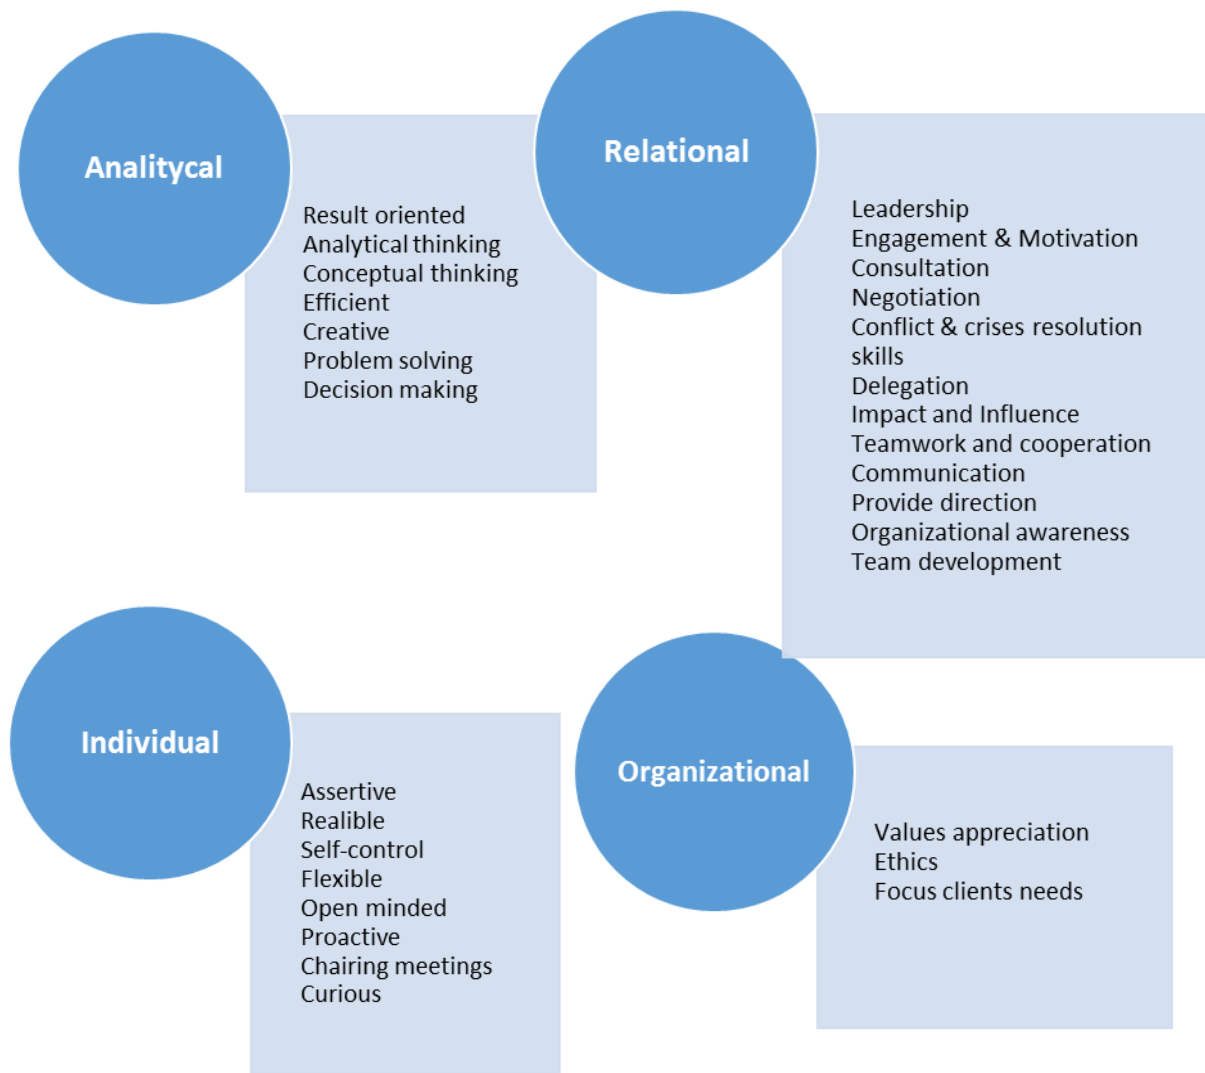 Analitycal
Result oriented
Analytical thinking
Conceptual thinking
Efficient
Creative
Problem solving
Decision making
Relational
Leadership
Engagement & Motivation
Consultation
Negotiation
Conflict & crises resolution
skills
Delegation
Impact and Influence
Teamwork and cooperation
Communication
Provide direction
Organizational awareness
Team development
Individual
Assertive
Realible
Self-control
Flexible
Open minded
Proactive
Chairing meetings
Curious
Organizational
Values appreciation
Ethics
Focus clients needs